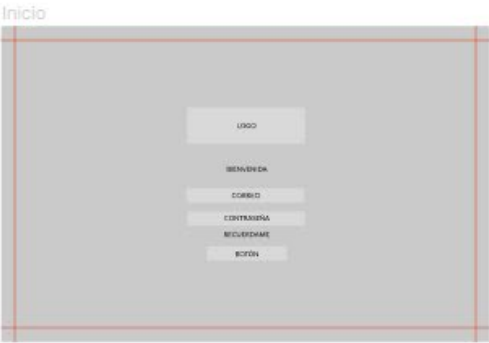 Inicio
LOGO
BIENVENIDA
CORREO
CONTRASEÑA
RECUERDAME
BOTÓN